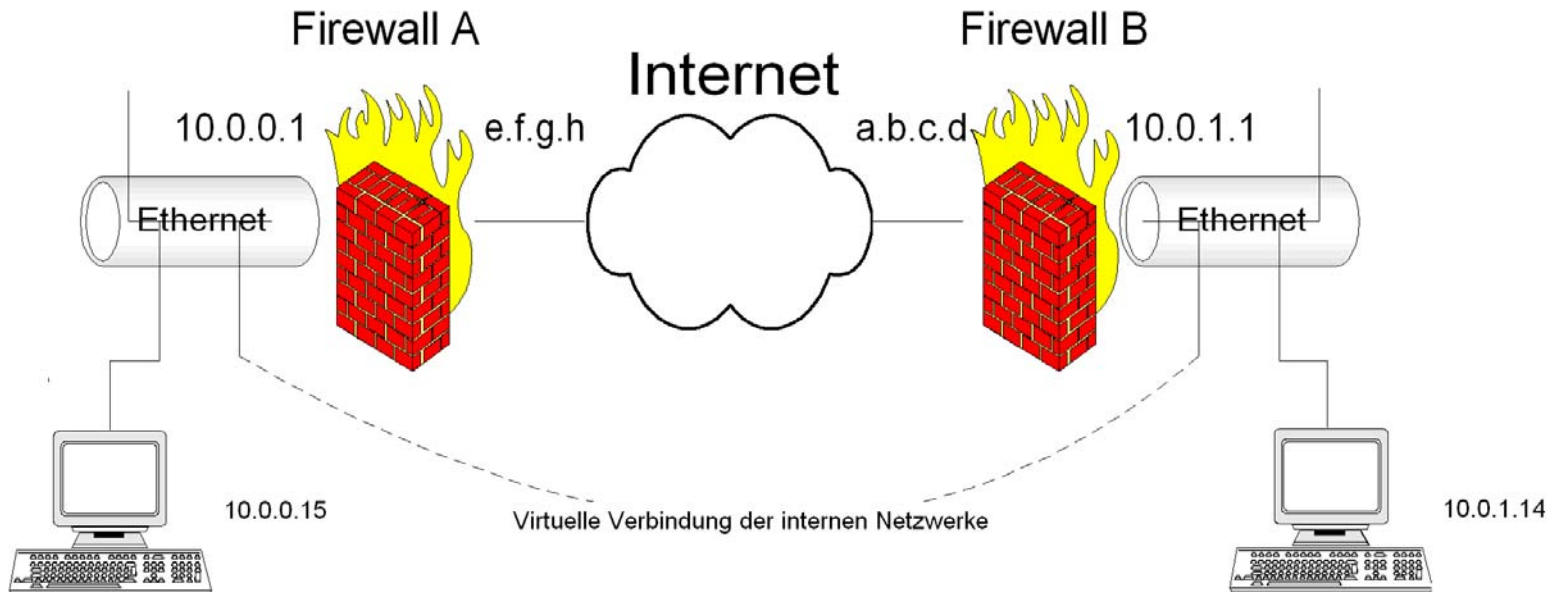 Firewall A
Firewall B
Internet
10.0.0.1
e.f.g.h
a.b.c.d
10.0.1.1
Ethernet
Ethernet
10.0.0.15
Virtuelle Verbindung der internen Netzwerke
10.0.1.14